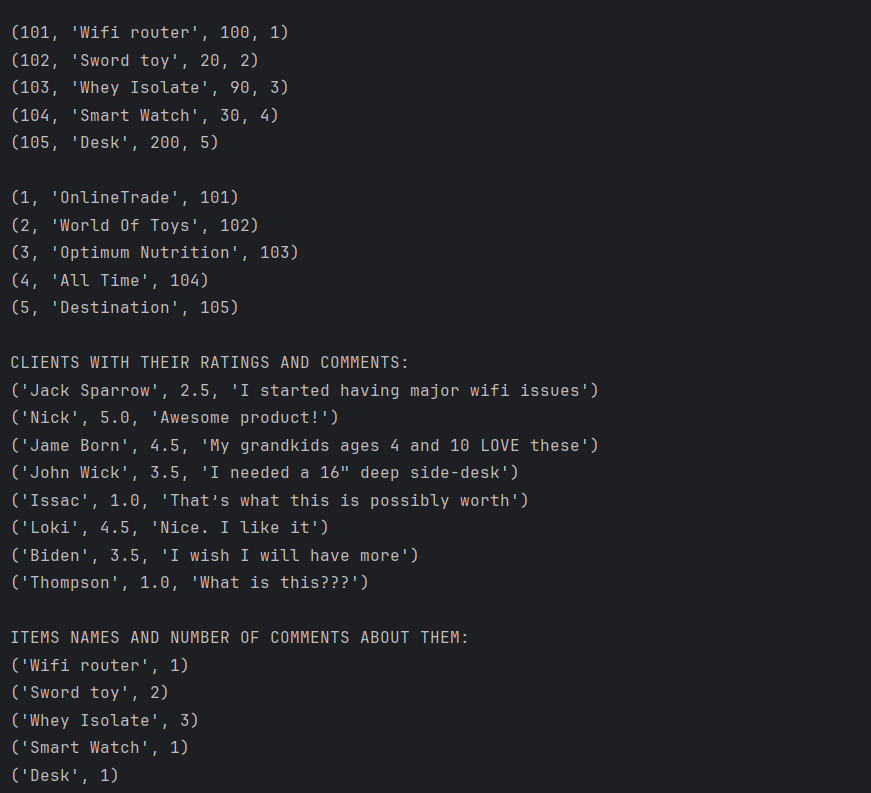 (101, 'Wifi router', 100, 1)
(102, 'Sword toy', 20, 2)
(103, 'Whey Isolate', 90, 3)
(104, 'Smart Watch', 30, 4)
(105, 'Desk', 200, 5)
(1, 'OnlineTrade', 101)
(2, 'World Of Toys', 102)
(3, 'Optimum Nutrition', 103)
(4, 'All Time', 104)
(5, 'Destination', 105)
CLIENTS WITH THEIR RATINGS AND COMMENTS:
('Jack Sparrow', 2.5, 'I started having major wifi issues')
('Nick', 5.0, 'Awesome product!')
('Jame Born', 4.5, 'My grandkids ages 4 and 10 LOVE these')
('John Wick', 3.5, 'I needed a 16" deep side-desk')
('Issac', 1.0, 'That’s what this is possibly worth')
('Loki', 4.5, 'Nice. I like it')
('Biden', 3.5, 'I wish I will have more')
('Thompson', 1.0, 'What is this???')
ITEMS NAMES AND NUMBER OF COMMENTS ABOUT THEM:
('Wifi router', 1)
('Sword toy', 2)
('Whey Isolate', 3)
('Smart Watch', 1)
('Desk', 1)